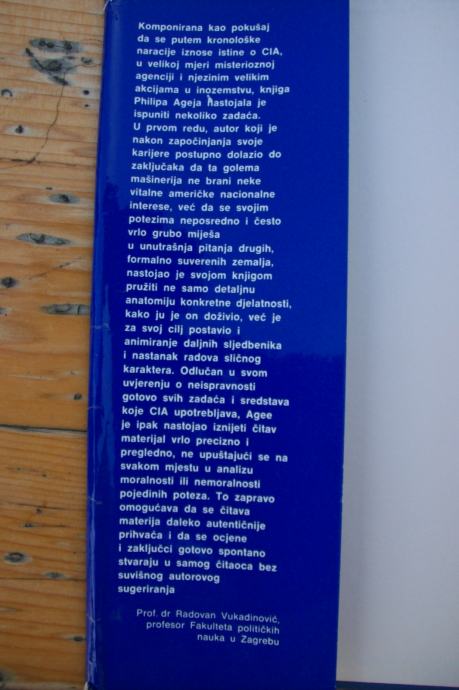 Komponirana kao pokušaj
da se putem kronološke
naracije iznose istine o CIA,
u velikoj mjeri misterioznoj
agenciji i njezinim velikim
akcijama u inozemstvu, knjiga
Philipa Ageja nastojala je
ispuniti nekoliko zadaća.
U prvom redu, autor koji je
nakon započinjanja svoje
karijere postupno dolazio do
zaključaka da ta golema
mašinerija ne brani neke
vitalne američke nacionalne
interese, već da se svojim
potezima neposredno i često
vrlo grubo miješa
u unutrašnja pitanja drugih,
formalno suverenih zemalja,
nastojao je svojom knjigom
pružiti ne samo detaljnu
anatomiju konkretne djelatnosti,
kako ju je on doživio, već je
za svoj cilj postavio i
animiranje daljnih sljedbenika
i nastanak radova sličnog
karaktera. Odlučan u svom
uvjerenju o neispravnosti
gotovo svih zadaća i sredstava
koje CIA upotrebljava, Agee
je ipak nastojao iznijeti čitav
materijal vrlo precizno i
pregledno, ne upuštajući se na
svakom mjestu u analizu
moralnosti ili nemoralnosti
pojedinih poteza. To zapravo
omogućava da se čitava
materija daleko autentičnije
prihvaća i da se ocjene
i zaključci gotovo spontano
stvaraju u samog čitaoca bez
suvišnog autorovog
sugeriranja
Prof. dr Radovan Vukadinović,
profesor Fakulteta političkih
nauka u Zagrebu